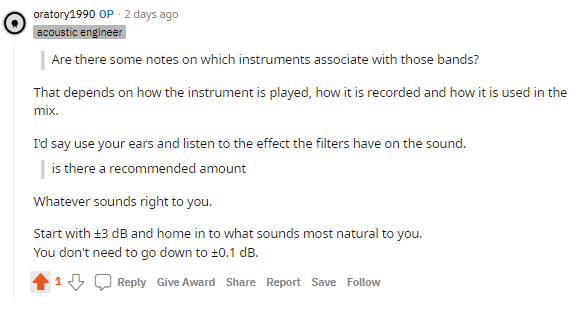 oratory1990 OP · 2 days ago
acoustic engineer
Are there some notes on which instruments associate with those bands?
That depends on how the instrument is played, how it is recorded and how it is used in the
mix.
I'd say use your ears and listen to the effect the filters have on the sound.
is there a recommended amount
Whatever sounds right to you.
Start with ±3 dB and home in to what sounds most natural to you.
You don't need to go down to ±0.1 dB.
1 Reply Give Award Share Report Save Follow